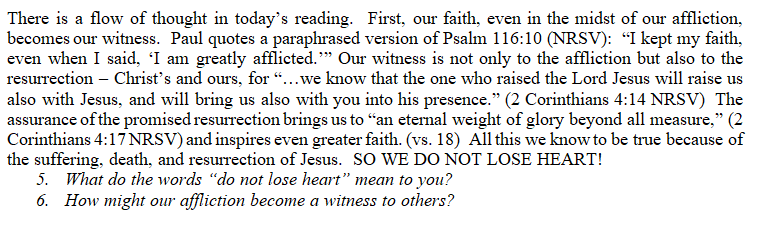 There is a flow of thought in today’s reading.  First, our faith, even in the midst of our affliction,
becomes our witness.  Paul quotes a paraphrased version of Psalm 116:10 (NRSV):  “I kept my faith,
even when I said, ‘I am greatly afflicted.’”  Our witness is not only to the affliction but also to the
resurrection – Christ’s and ours, for “…we know that the one who raised the Lord Jesus will raise us
also with Jesus, and will bring us also with you into his presence.” (2 Corinthians 4:14 NRSV)  The
assurance of the promised resurrection brings us to “an eternal weight of glory beyond all measure,” (2
Corinthians 4:17 NRSV) and inspires even greater faith. (vs. 18)  All this we know to be true because of
the suffering, death, and resurrection of Jesus.  SO WE DO NOT LOSE HEART!
5. What do the words “do not lose heart” mean to you?
6. How might our affliction become a witness to others?